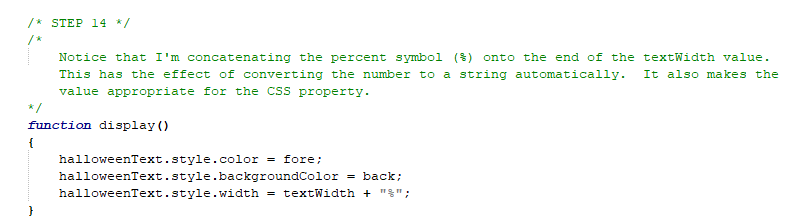 /* STEP 14 */
/*
Notice that I'm concatenating the percent symbol (%) onto the end of the textWidth value.
This has the effect of converting the number to a string automatically.  It also makes the
value appropriate for the CSS property.
*/
function display()
{
halloweenText.style.color = fore;
halloweenText.style.backgroundColor = back;
halloweenText.style.width = textWidth + "%";
}